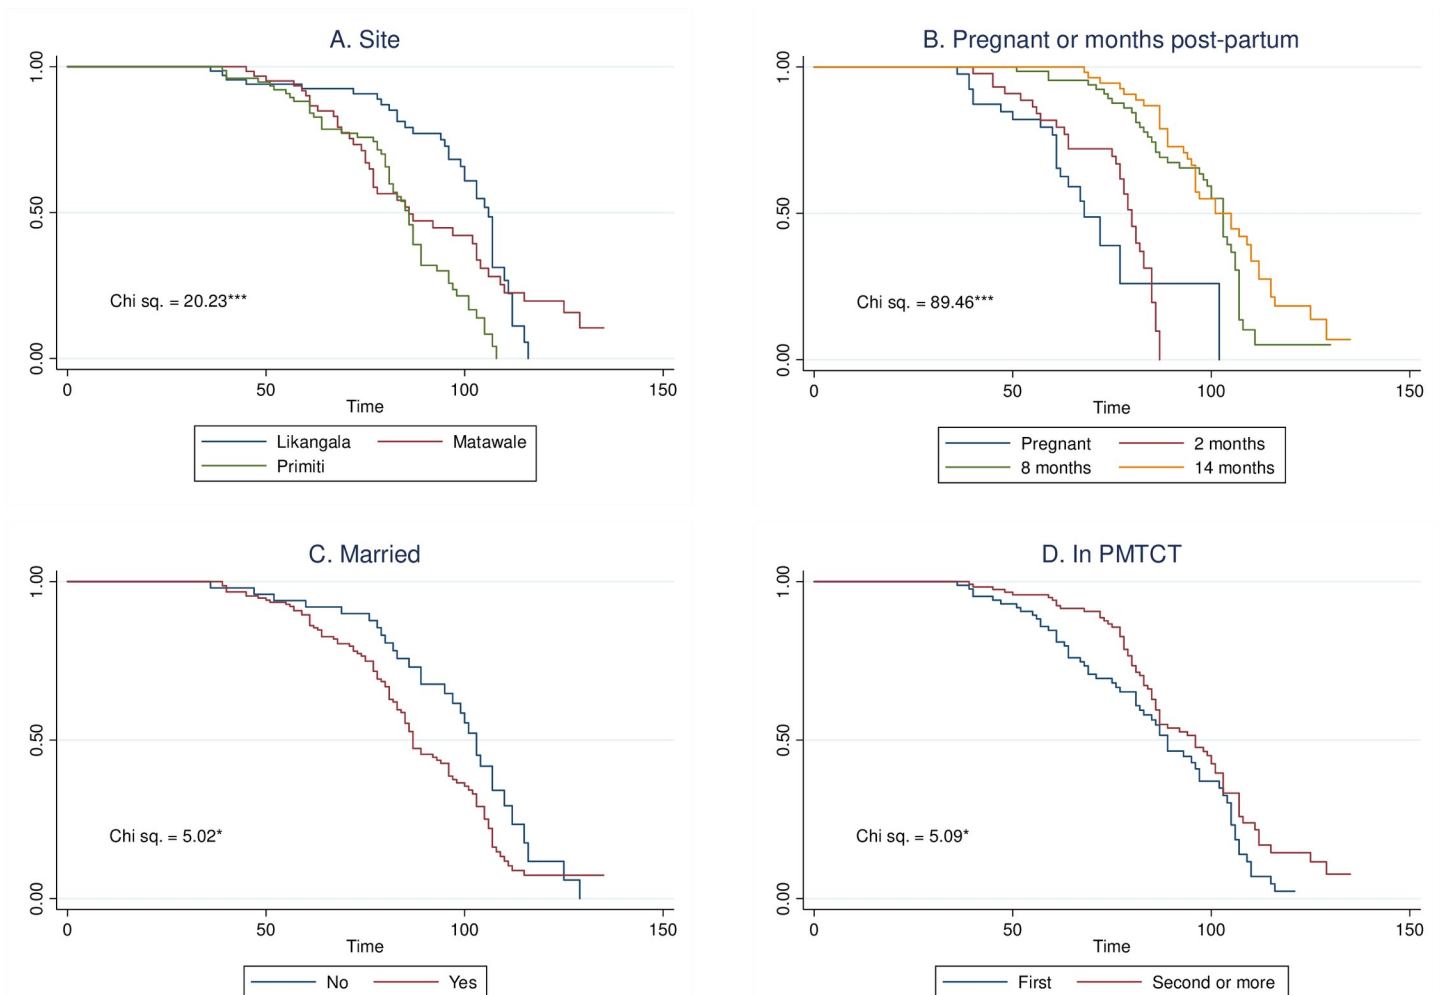 A. Site
1.00
0.50
0.00
Chi sq. = 20.23***
0 50 100 150
Time
Likangala Matawale
Primiti
B. Pregnant or months post-partum
1.00
0.50
0.00
Chi sq. = 89.46***
0 50 100 150
Time
Pregnant 2 months
8 months 14 months
C. Married
1.00
0.50
0.00
Chi sq. = 5.02*
0 50 100 150
Time
No Yes
D. In PMTCT
1.00
0.50
0.00
Chi sq. = 5.09*
0 50 100 150
Time
First Second or more